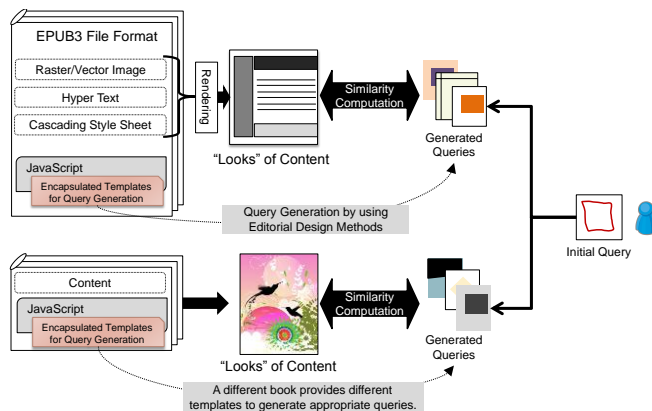 EPUB3 File Format
Raster/Vector Image
Hyper Text
Cascading Style Sheet
JavaScript
Encapsulated Templates
for Query Generation
Rendering
"Looks" of Content
Similarity
Computation
Generated
Queries
Query Generation by using
Editorial Design Methods
Initial Query
Content
JavaScript
Encapsulated Templates
for Query Generation
"Looks" of Content
Similarity
Computation
Generated
Queries
A different book provides different
templates to generate appropriate queries.